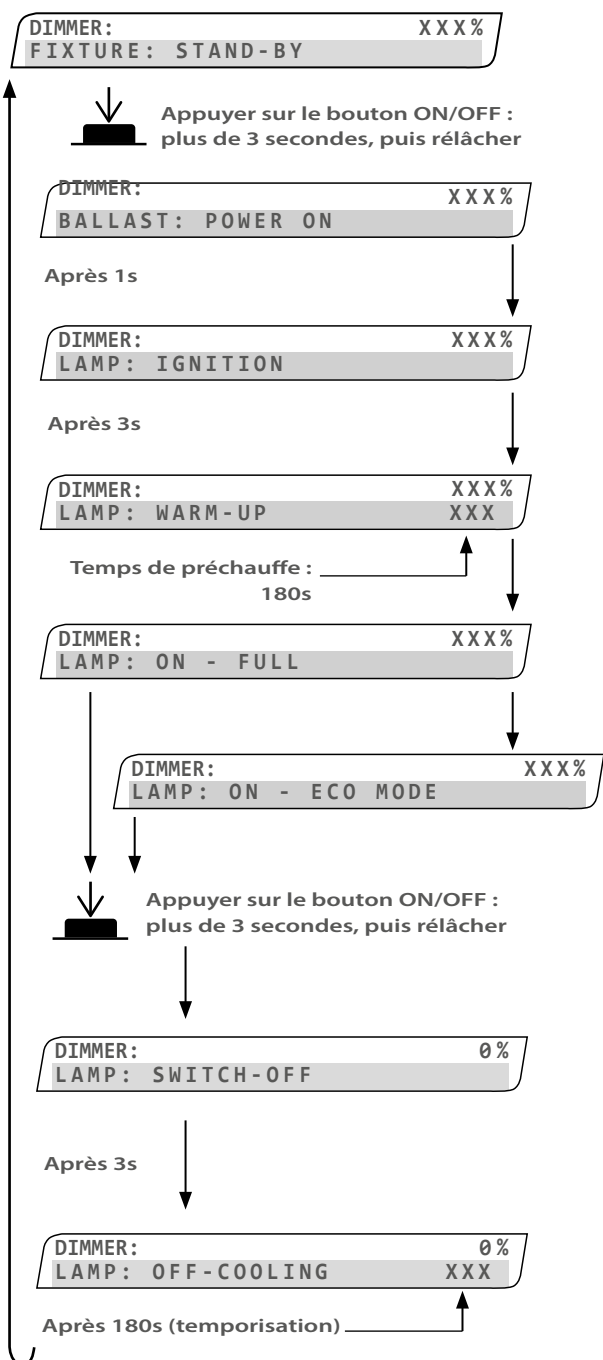 DIMMER: XXX%
FIXTURE: STAND-BY
Appuyer sur le bouton ON/OFF :
plus de 3 secondes, puis rélâcher
DIMMER: XXX%
BALLAST: POWER ON
Après 1s
DIMMER: XXX%
LAMP: IGNITION
Après 3s
DIMMER: XXX%
LAMP: WARM-UP XXX
Temps de préchauffe :
180s
DIMMER: XXX%
LAMP: ON - FULL
DIMMER: XXX%
LAMP: ON - ECO MODE
Appuyer sur le bouton ON/OFF :
plus de 3 secondes, puis rélâcher
DIMMER: 0%
LAMP: SWITCH-OFF
Après 3s
DIMMER: 0%
LAMP: OFF-COOLING XXX
Après 180s (temporisation)